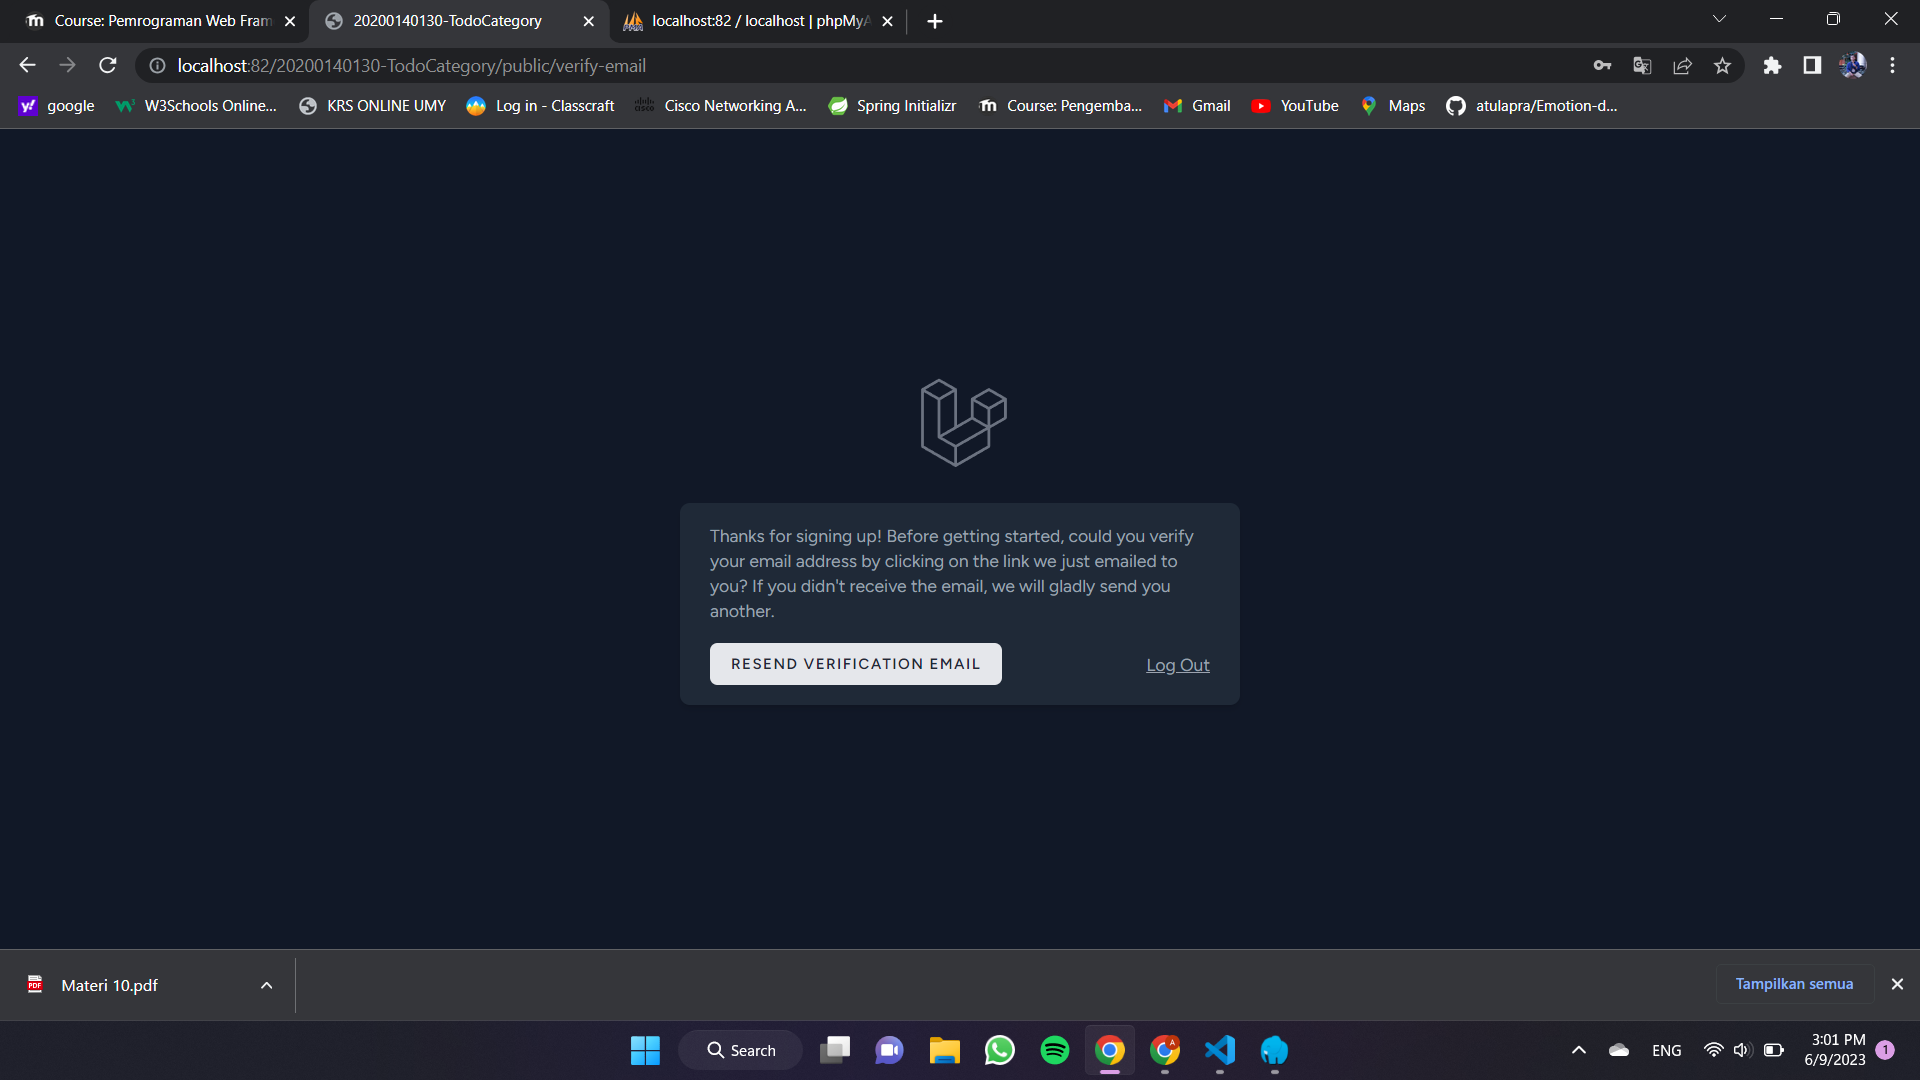 Course: Pemrograman Web Fram
20200140130-TodoCategory
localhost:82 / localhost | phpMyA
localhost:82/20200140130-TodoCategory/public/verify-email
google
W3Schools Online...
KRS ONLINE UMY
Log in - Classcraft
Cisco Networking A...
Spring Initializr
Course: Pengemba...
Gmail
YouTube
Maps
atulapra/Emotion-d...
Thanks for signing up! Before getting started, could you verify
your email address by clicking on the link we just emailed to
you? If you didn't receive the email, we will gladly send you
another.
RESEND VERIFICATION EMAIL
Log Out
Materi 10.pdf
Tampilkan semua
Search
ENG
3:01 PM
6/9/2023
1